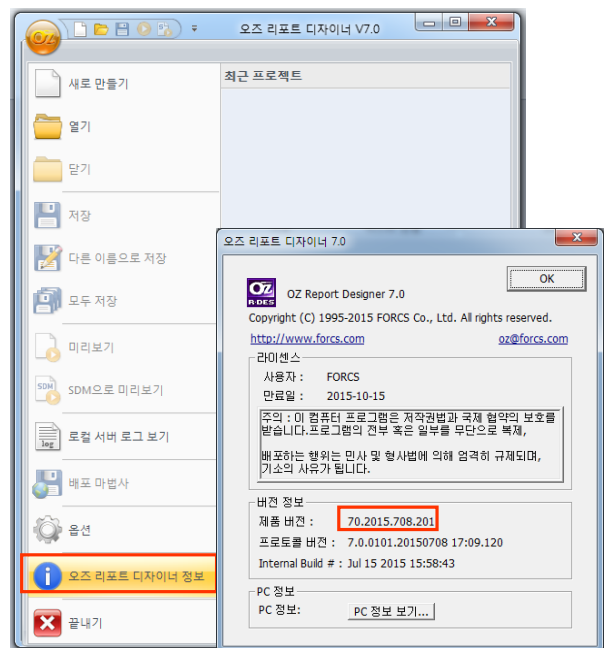 오즈 리포트 디자이너 V7.0
새로 만들기
최근 프로젝트
열기
닫기
저장
다른 이름으로 저장
모두 저장
미리보기
SDM
SDM으로 미리보기
log
로컬 서버 로그 보기
배포 마법사
옵션
오즈 리포트 디자이너 정보
끝내기
오즈 리포트 디자이너 7.0
OK
OZ
R-DES
OZ Report Designer 7.0
Copyright (C) 1995-2015 FORCS Co., Ltd. All rights reserved.
http://www.forcs.com oz@forcs.com
라이센스
사용자 : FORCS
만료일 : 2015-10-15
주의 : 이 컴퓨터 프로그램은 저작권법과 국제 협약의 보호를
받습니다.프로그램의 전부 혹은 일부를 무단으로 복제,
배포하는 행위는 민사 및 형사법에 의해 엄격히 규제되며,
기소의 사유가 됩니다.
버전 정보
제품 버전 : 70.2015.708.201
프로토콜 버전 : 7.0.0101.20150708 17:09.120
Internal Build # : Jul 15 2015 15:58:43
PC 정보
PC 정보: PC 정보 보기...